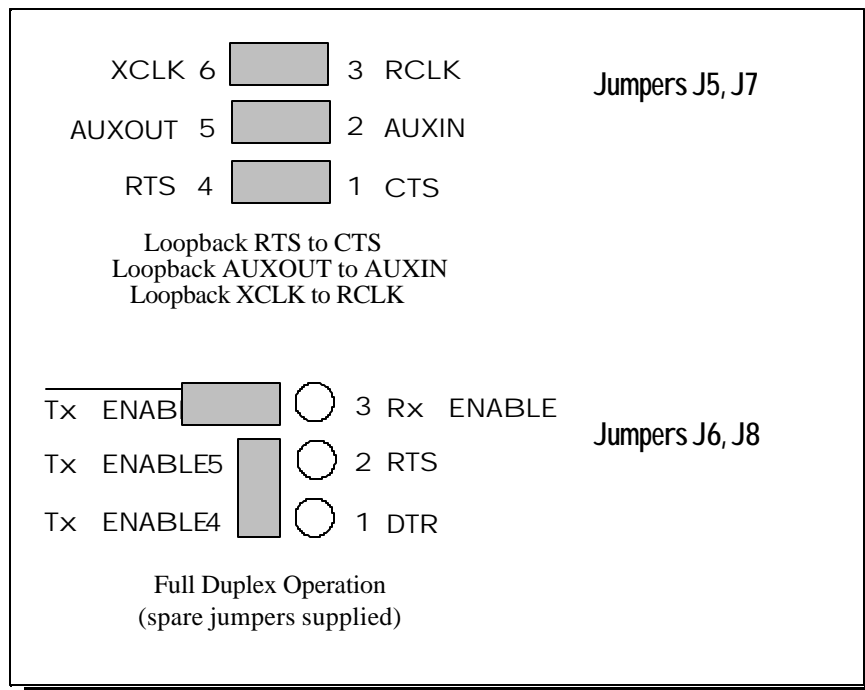 XCLK 6 3 RCLK
Jumpers J5, J7
AUXOUT 5 2 AUXIN
RTS 4 1 CTS
Loopback RTS to CTS
Loopback AUXOUT to AUXIN
Loopback XCLK to RCLK
Tx 3 Rx ENABLE
Jumpers J6, J8
Tx ENABLE5 2 RTS
Tx ENABLE4 1 DTR
Full Duplex Operation
(spare jumpers supplied)